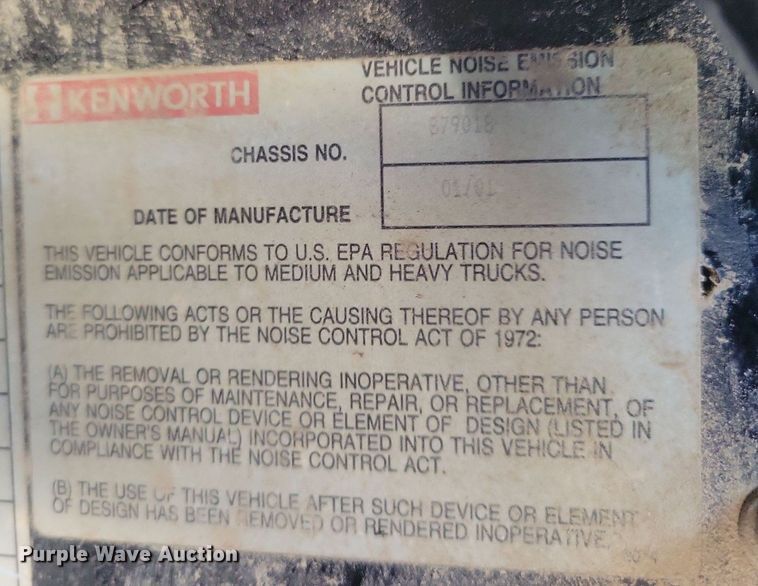 KENWORTH
VEHICLE NOISE EMISSION
CONTROL INFORMATION
CHASSIS NO.
879018
DATE OF MANUFACTURE
01/01
THIS VEHICLE CONFORMS TO U.S. EPA REGULATION FOR NOISE
EMISSION APPLICABLE TO MEDIUM AND HEAVY TRUCKS.
THE FOLLOWING ACTS OR THE CAUSING THEREOF BY ANY PERSON
ARE PROHIBITED BY THE NOISE CONTROL ACT OF 1972:
(A) THE REMOVAL OR RENDERING INOPERATIVE, OTHER THAN
FOR PURPOSES OF MAINTENANCE, REPAIR, OR REPLACEMENT, OF
ANY NOISE CONTROL DEVICE OR ELEMENT OF DESIGN (LISTED IN
THE OWNER'S MANUAL) INCORPORATED INTO THIS VEHICLE IN
COMPLIANCE WITH THE NOISE CONTROL ACT.
(B) THE USE OF THIS VEHICLE AFTER SUCH DEVICE OR ELEMENT
OF DESIGN HAS BEEN REMOVED OR RENDERED INOPERATIVE.
Purple Wave Auction